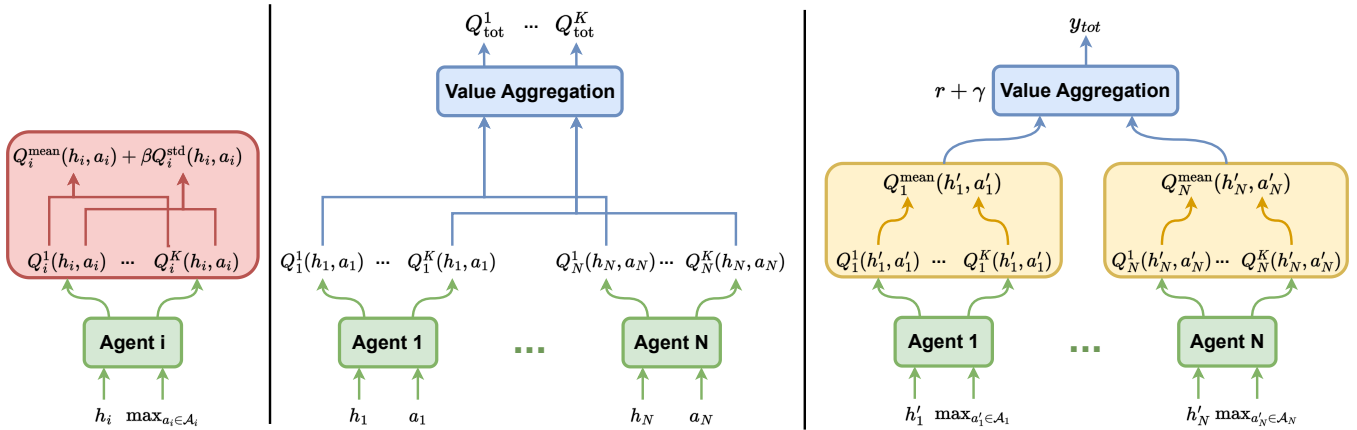 Q_i^mean(h_i, a_i) + βQ_i^std(h_i, a_i)
Q_i^1(h_i, a_i) ... Q_i^K(h_i, a_i)
Agent i
h_i max_{a_i∈𝒜_i}
Q_tot^1 ... Q_tot^K
Value Aggregation
Q_1^1(h_1, a_1) ... Q_1^K(h_1, a_1) Q_N^1(h_N, a_N) ... Q_N^K(h_N, a_N)
Agent 1 ... Agent N
h_1 a_1 h_N a_N
y_tot
r + γ Value Aggregation
Q_1^mean(h'_1, a'_1) Q_N^mean(h'_N, a'_N)
Q_1^1(h'_1, a'_1) ... Q_1^K(h'_1, a'_1) Q_N^1(h'_N, a'_N) ... Q_N^K(h'_N, a'_N)
Agent 1 ... Agent N
h'_1 max_{a'_1∈𝒜_1} h'_N max_{a'_N∈𝒜_N}